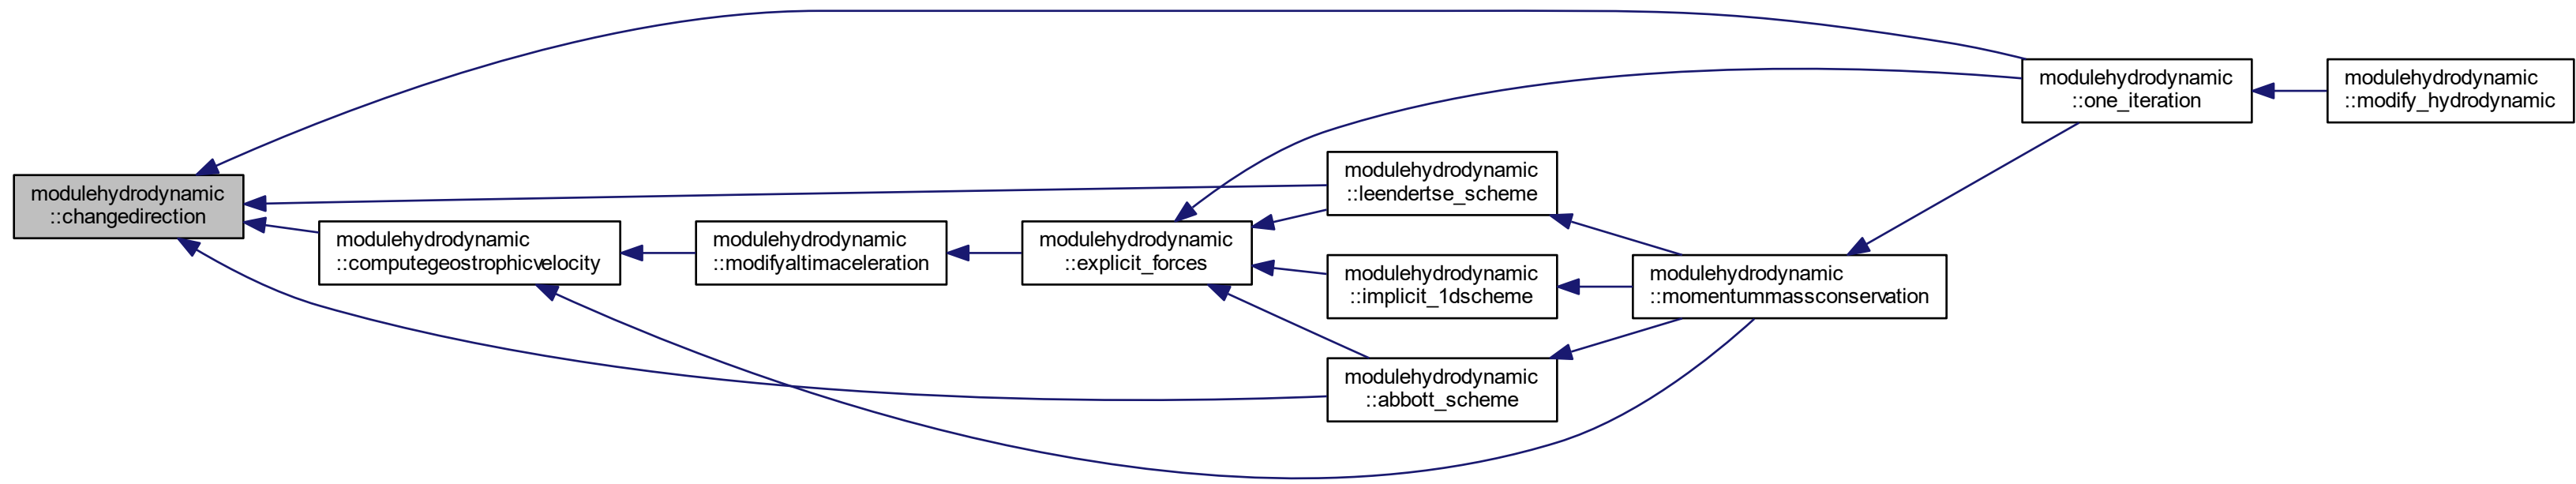 modulehydrodynamic
::changedirection
modulehydrodynamic
::computegeostrophicvelocity
modulehydrodynamic
::modifyaltimaceleration
modulehydrodynamic
::explicit_forces
modulehydrodynamic
::leendertse_scheme
modulehydrodynamic
::implicit_1dscheme
modulehydrodynamic
::abbott_scheme
modulehydrodynamic
::momentummassconservation
modulehydrodynamic
::one_iteration
modulehydrodynamic
::modify_hydrodynamic